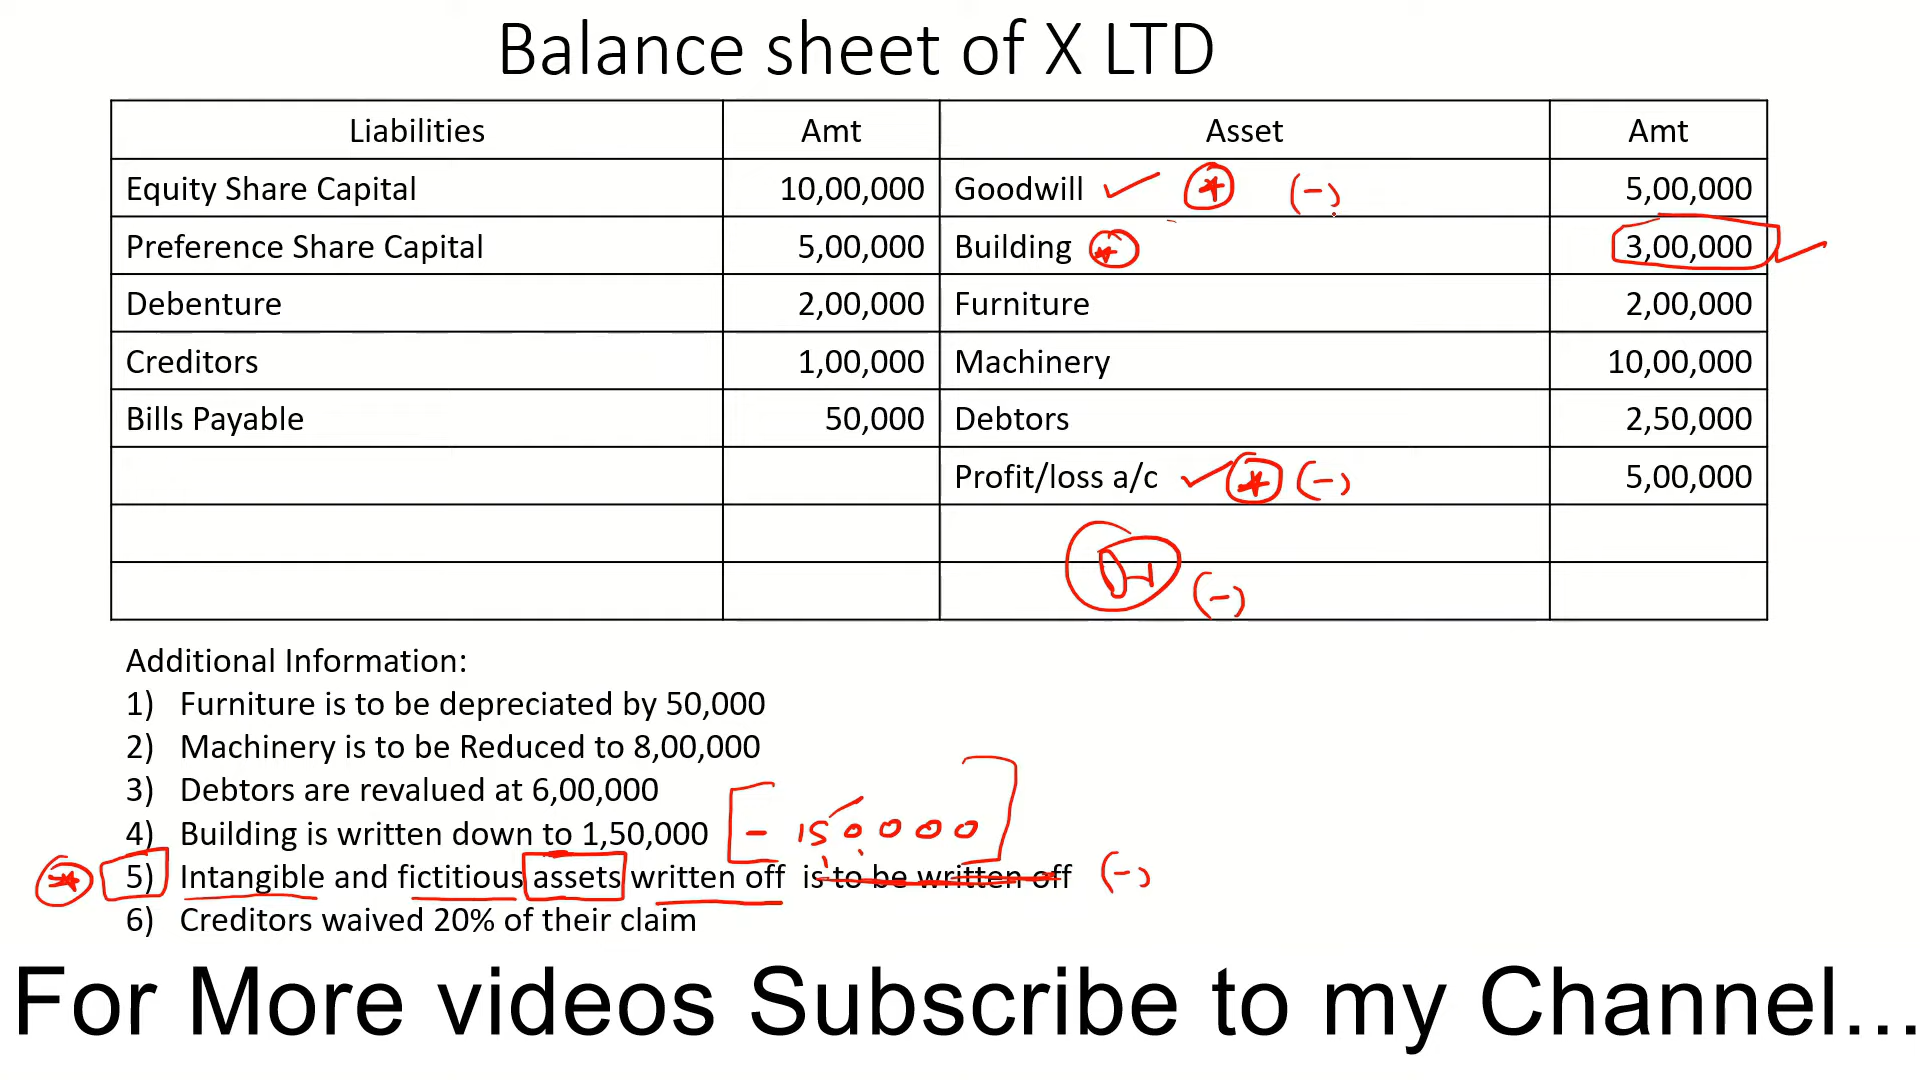 Balance sheet of X LTD
Liabilities Amt Asset Amt
Equity Share Capital 10,00,000 Goodwill (-) 5,00,000
Preference Share Capital 5,00,000 Building 3,00,000
Debenture 2,00,000 Furniture 2,00,000
Creditors 1,00,000 Machinery 10,00,000
Bills Payable 50,000 Debtors 2,50,000
Profit/loss a/c (-) 5,00,000
Dr (-)
Additional Information:
1) Furniture is to be depreciated by 50,000
2) Machinery is to be Reduced to 8,00,000
3) Debtors are revalued at 6,00,000
4) Building is written down to 1,50,000 - 150000
5) Intangible and fictitious assets written off is to be written off (-)
6) Creditors waived 20% of their claim
For More videos Subscribe to my Channel...